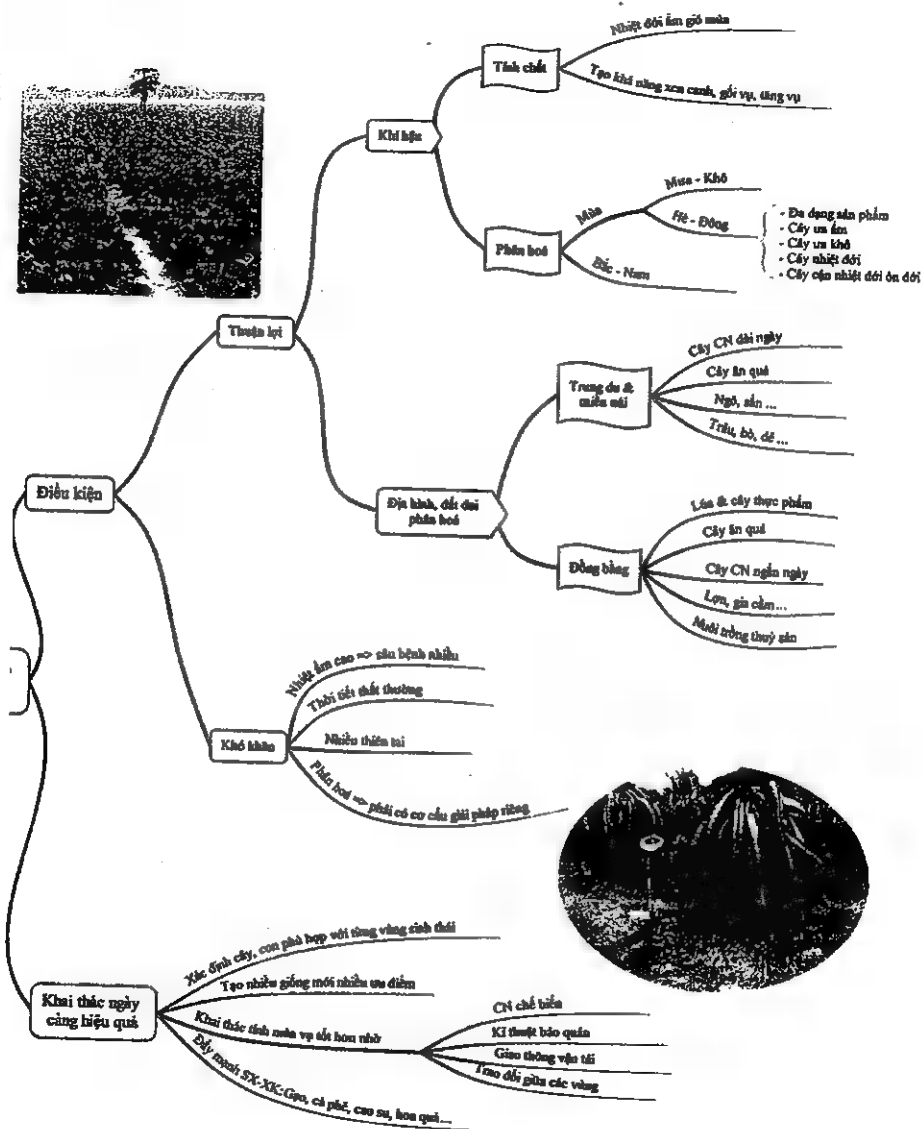 Nhiệt đới ẩm gió mùa
Tính chất
Tạo khả năng xen canh, gối vụ, tăng vụ
Khí hậu
Mưa - Khô
Mùa
Hè - Đông
Phân hoá
Bắc - Nam
- Đa dạng sản phẩm
- Cây ưa ẩm
- Cây ưa khô
- Cây nhiệt đới
- Cây cận nhiệt đới ôn đới
Thuận lợi
Cây CN dài ngày
Trung du &
miền núi
Cây ăn quả
Ngô, sắn ...
Trâu, bò, dê ...
Điều kiện
Địa hình, đất đai
phân hoá
Lúa & cây thực phẩm
Cây ăn quả
Đồng bằng
Cây CN ngắn ngày
Lợn, gia cầm...
Nuôi trồng thuỷ sản
Nhiệt ẩm cao => sâu bệnh nhiều
Thời tiết thất thường
Khó khăn
Nhiều thiên tai
Phân hoá => phải có cơ cấu giải pháp riêng
Xác định cây, con phù hợp với từng vùng sinh thái
Khai thác ngày
càng hiệu quả
Tạo nhiều giống mới nhiều ưu điểm
Khai thác tính mùa vụ tốt hơn nhờ
CN chế biến
Kĩ thuật bảo quản
Giao thông vận tải
Trao đổi giữa các vùng
Đẩy mạnh SX-XK:Gạo, cà phê, cao su, hoa quả...